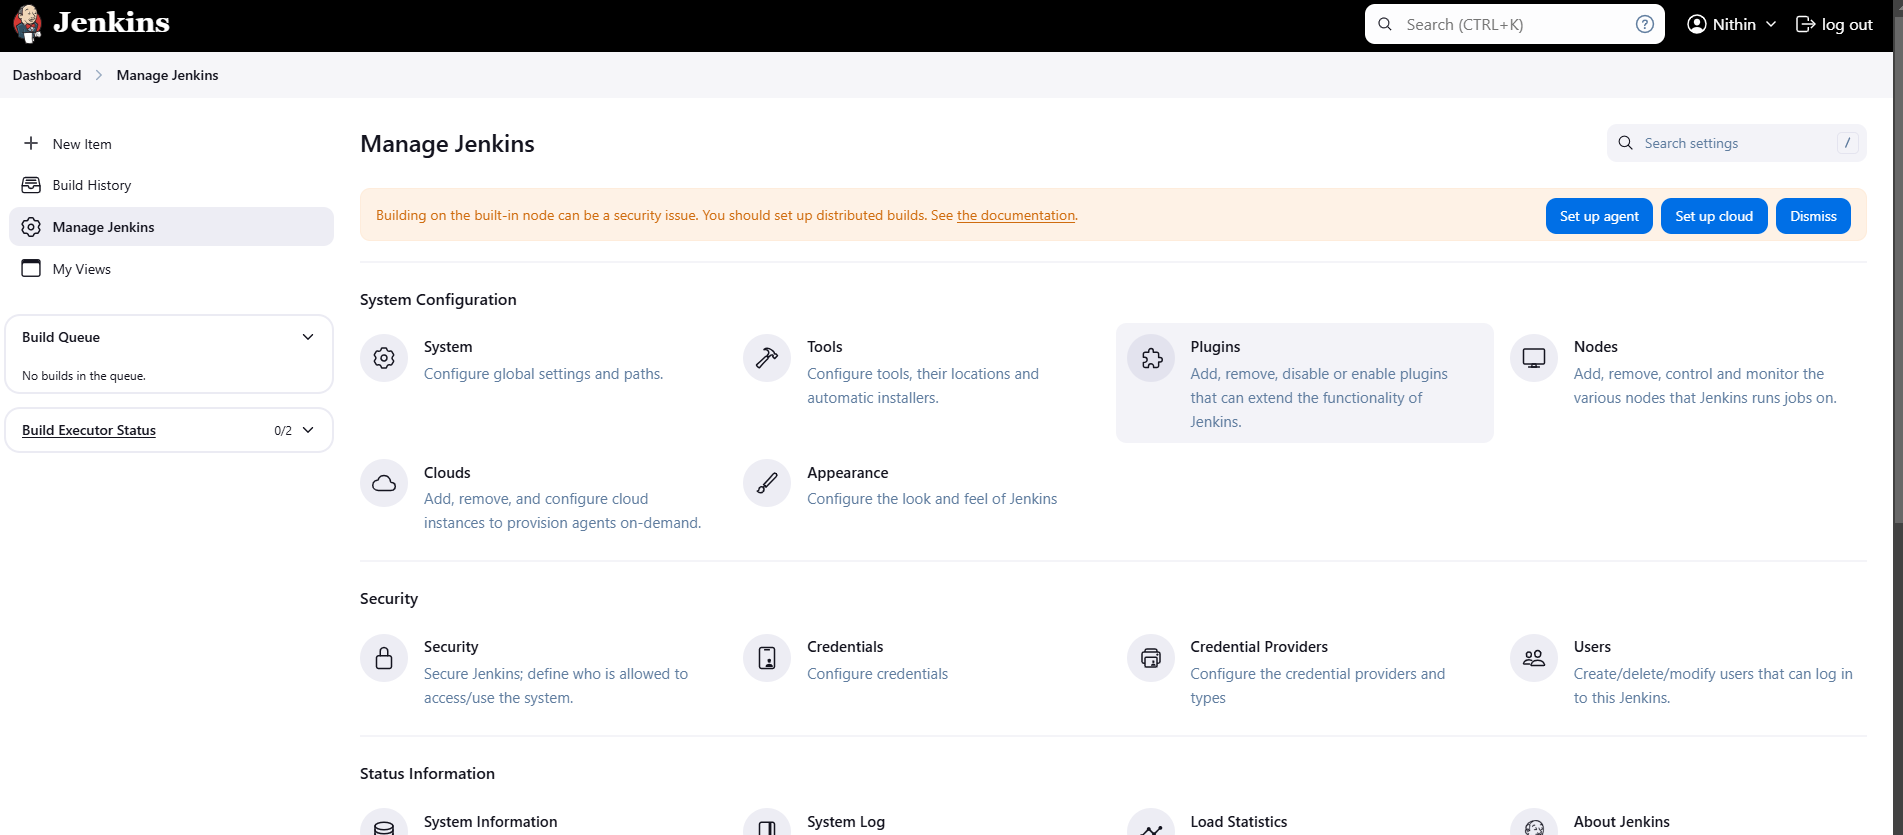 Jenkins
Search (CTRL+K)
?
Nithin
log out
Dashboard > Manage Jenkins
New Item
Build History
Manage Jenkins
My Views
Build Queue
No builds in the queue.
Build Executor Status 0/2
Manage Jenkins
Search settings /
Building on the built-in node can be a security issue. You should set up distributed builds. See the documentation.
Set up agent
Set up cloud
Dismiss
System Configuration
System
Configure global settings and paths.
Tools
Configure tools, their locations and
automatic installers.
Plugins
Add, remove, disable or enable plugins
that can extend the functionality of
Jenkins.
Nodes
Add, remove, control and monitor the
various nodes that Jenkins runs jobs on.
Clouds
Add, remove, and configure cloud
instances to provision agents on-demand.
Appearance
Configure the look and feel of Jenkins
Security
Security
Secure Jenkins; define who is allowed to
access/use the system.
Credentials
Configure credentials
Credential Providers
Configure the credential providers and
types
Users
Create/delete/modify users that can log in
to this Jenkins.
Status Information
System Information
System Log
Load Statistics
About Jenkins